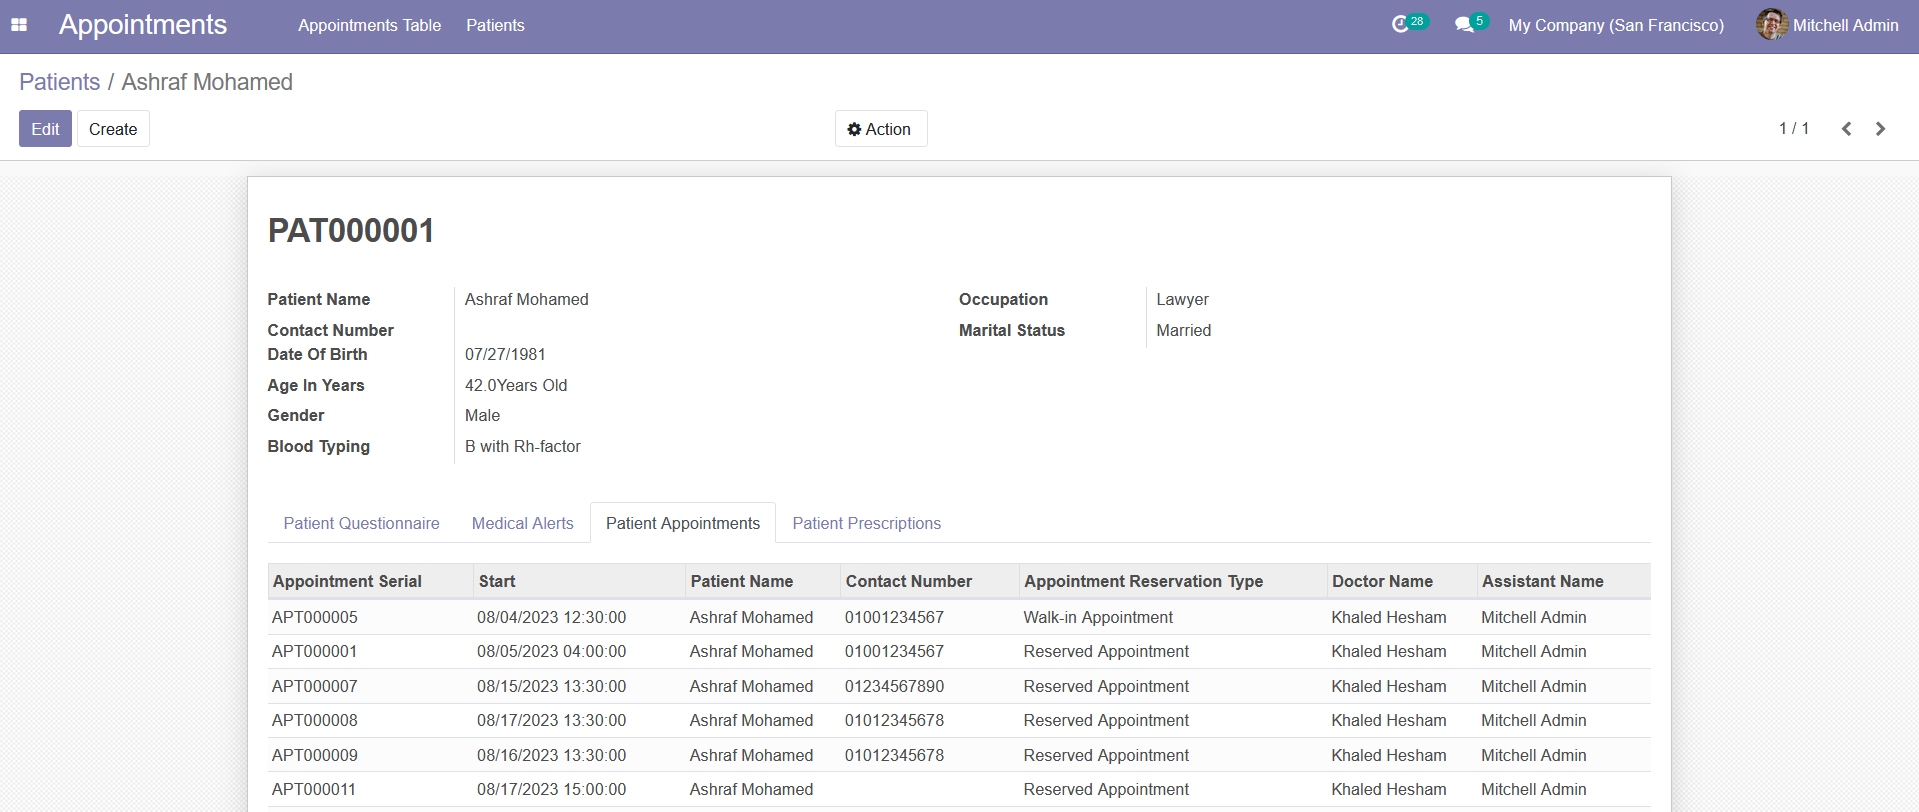 Appointments Appointments Table Patients 28 5 My Company (San Francisco) Mitchell Admin
Patients / Ashraf Mohamed
Edit Create Action 1 / 1
PAT000001
Patient Name Ashraf Mohamed Occupation Lawyer
Contact Number Marital Status Married
Date Of Birth 07/27/1981
Age In Years 42.0Years Old
Gender Male
Blood Typing B with Rh-factor
Patient Questionnaire Medical Alerts Patient Appointments Patient Prescriptions
Appointment Serial Start Patient Name Contact Number Appointment Reservation Type Doctor Name Assistant Name
APT000005 08/04/2023 12:30:00 Ashraf Mohamed 01001234567 Walk-in Appointment Khaled Hesham Mitchell Admin
APT000001 08/05/2023 04:00:00 Ashraf Mohamed 01001234567 Reserved Appointment Khaled Hesham Mitchell Admin
APT000007 08/15/2023 13:30:00 Ashraf Mohamed 01234567890 Reserved Appointment Khaled Hesham Mitchell Admin
APT000008 08/17/2023 13:30:00 Ashraf Mohamed 01012345678 Reserved Appointment Khaled Hesham Mitchell Admin
APT000009 08/16/2023 13:30:00 Ashraf Mohamed 01012345678 Reserved Appointment Khaled Hesham Mitchell Admin
APT000011 08/17/2023 15:00:00 Ashraf Mohamed Reserved Appointment Khaled Hesham Mitchell Admin